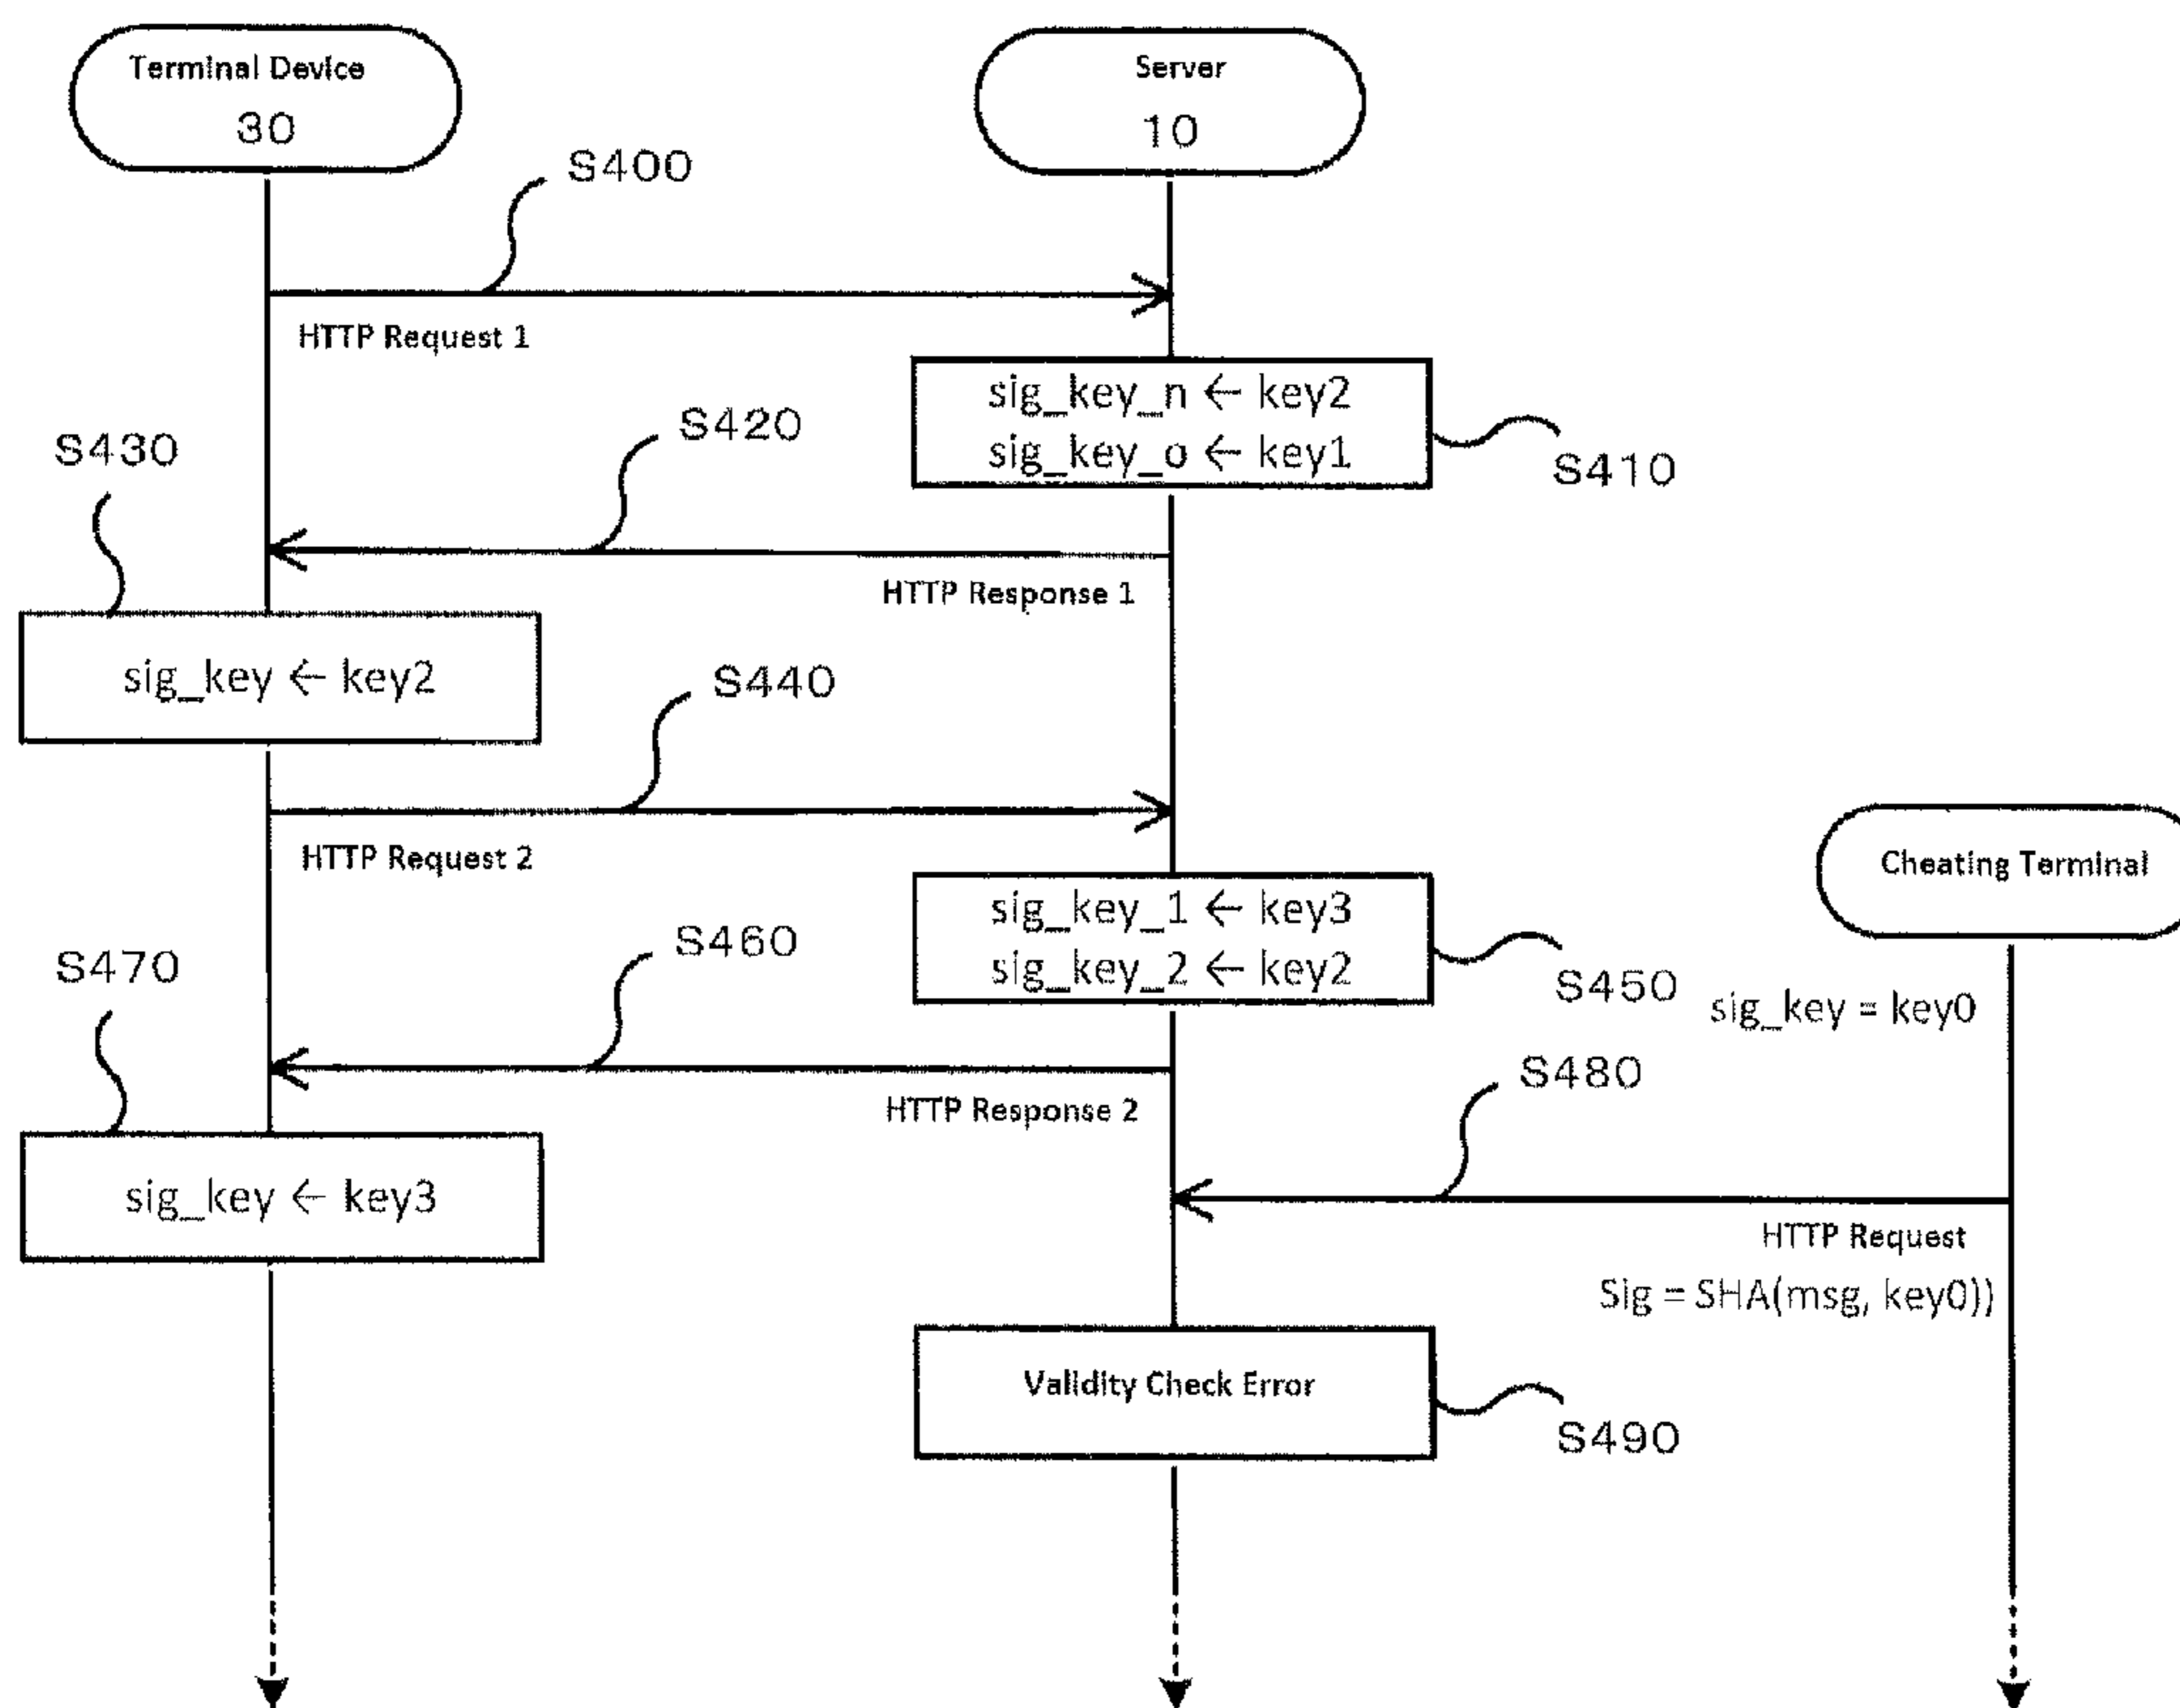 Terminal Device
30
Server
10
S400
HTTP Request 1
sig_key_n ← key2
sig_key_o ← key1
S410
S420
S430
HTTP Response 1
sig_key ← key2
S440
HTTP Request 2
Cheating Terminal
sig_key_1 ← key3
sig_key_2 ← key2
S450
S460
S470
sig_key = key0
HTTP Response 2
S480
sig_key ← key3
HTTP Request
Sig = SHA(msg, key0))
Validity Check Error
S490